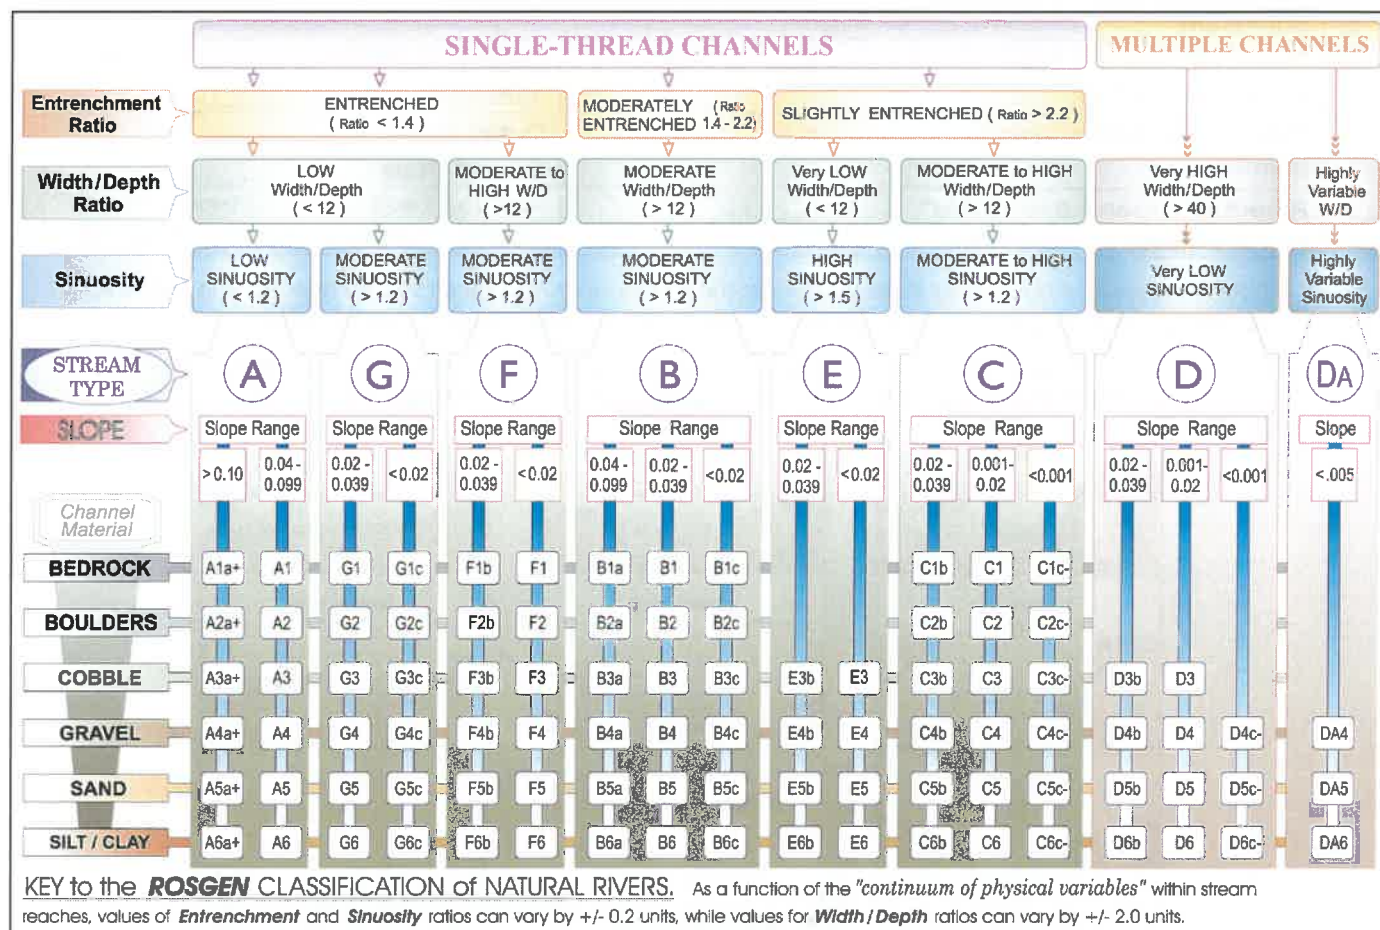 SINGLE-THREAD CHANNELS
MULTIPLE CHANNELS
Entrenchment
Ratio
ENTRENCHED
( Ratio < 1.4 )
MODERATELY ( Ratio
ENTRENCHED 1.4 - 2.2)
SLIGHTLY ENTRENCHED ( Ratio > 2.2 )
Width/Depth
Ratio
LOW
Width/Depth
( < 12 )
MODERATE to
HIGH W/D
( >12 )
MODERATE
Width/Depth
( > 12 )
Very LOW
Width/Depth
( < 12 )
MODERATE to HIGH
Width/Depth
( > 12 )
Very HIGH
Width/Depth
( > 40 )
Highly
Variable
W/D
Sinuosity
LOW
SINUOSITY
( < 1.2 )
MODERATE
SINUOSITY
( > 1.2 )
MODERATE
SINUOSITY
( > 1.2 )
MODERATE
SINUOSITY
( > 1.2 )
HIGH
SINUOSITY
( > 1.5 )
MODERATE to HIGH
SINUOSITY
( > 1.2 )
Very LOW
SINUOSITY
Highly
Variable
Sinuosity
STREAM
TYPE
A G F B E C D DA
SLOPE
Slope Range Slope Range Slope Range Slope Range Slope Range Slope Range Slope Range Slope
>0.10
0.04 -
0.099
0.02 -
0.039
<0.02
0.02 -
0.039
<0.02
0.04 -
0.099
0.02 -
0.039
<0.02
0.02 -
0.039
<0.02
0.02 -
0.039
0.001-
0.02
<0.001
0.02 -
0.039
0.001-
0.02
<0.001
<.005
Channel
Material
BEDROCK A1a+ A1 G1 G1c F1b F1 B1a B1 B1c C1b C1 C1c-
BOULDERS A2a+ A2 G2 G2c F2b F2 B2a B2 B2c C2b C2 C2c-
COBBLE A3a+ A3 G3 G3c F3b F3 B3a B3 B3c E3b E3 C3b C3 C3c- D3b D3
GRAVEL A4a+ A4 G4 G4c F4b F4 B4a B4 B4c E4b E4 C4b C4 C4c- D4b D4 D4c- DA4
SAND A5a+ A5 G5 G5c F5b F5 B5a B5 B5c E5b E5 C5b C5 C5c- D5b D5 D5c- DA5
SILT / CLAY A6a+ A6 G6 G6c F6b F6 B6a B6 B6c E6b E6 C6b C6 C6c- D6b D6 D6c- DA6
KEY to the ROSGEN CLASSIFICATION of NATURAL RIVERS. As a function of the "continuum of physical variables" within stream
reaches, values of Entrenchment and Sinuosity ratios can vary by +/- 0.2 units, while values for Width / Depth ratios can vary by +/- 2.0 units.